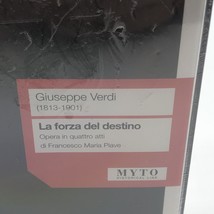 Giuseppe Verdi
(1813-1901)
La forza del destino
Opera in quattro atti
di Francesco Maria Piave
MYTO